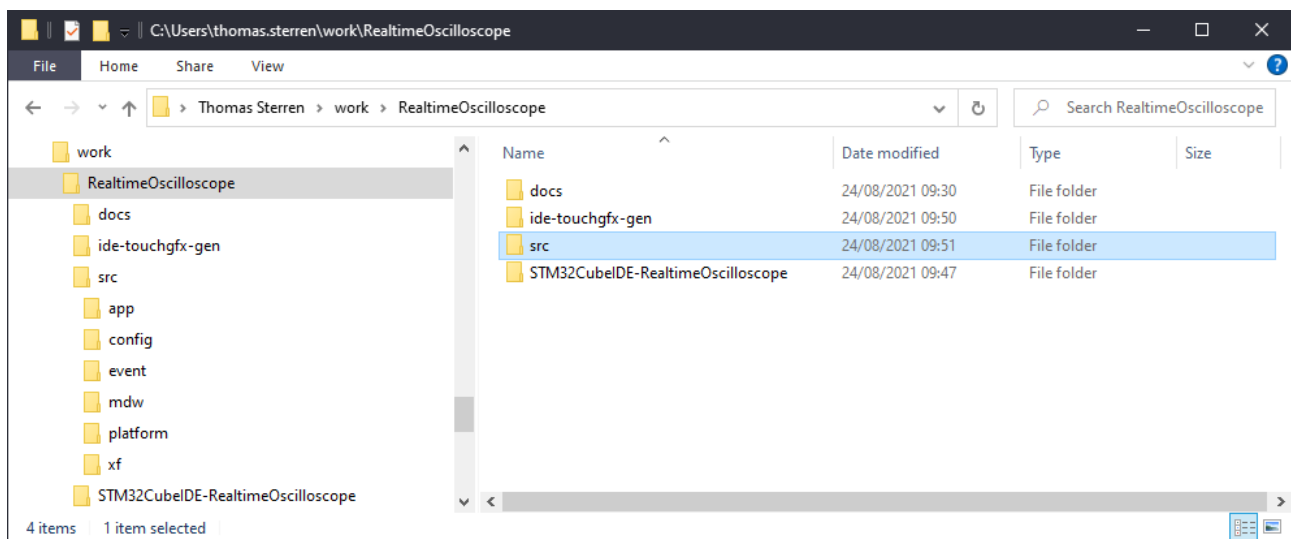 C:\Users\thomas.sterren\work\RealtimeOscilloscope
File Home Share View
Thomas Sterren work RealtimeOscilloscope Search RealtimeOscilloscope
work
RealtimeOscilloscope
docs
ide-touchgfx-gen
src
app
config
event
mdw
platform
xf
STM32CubeIDE-RealtimeOscilloscope
Name Date modified Type Size
docs 24/08/2021 09:30 File folder
ide-touchgfx-gen 24/08/2021 09:50 File folder
src 24/08/2021 09:51 File folder
STM32CubeIDE-RealtimeOscilloscope 24/08/2021 09:47 File folder
4 items 1 item selected